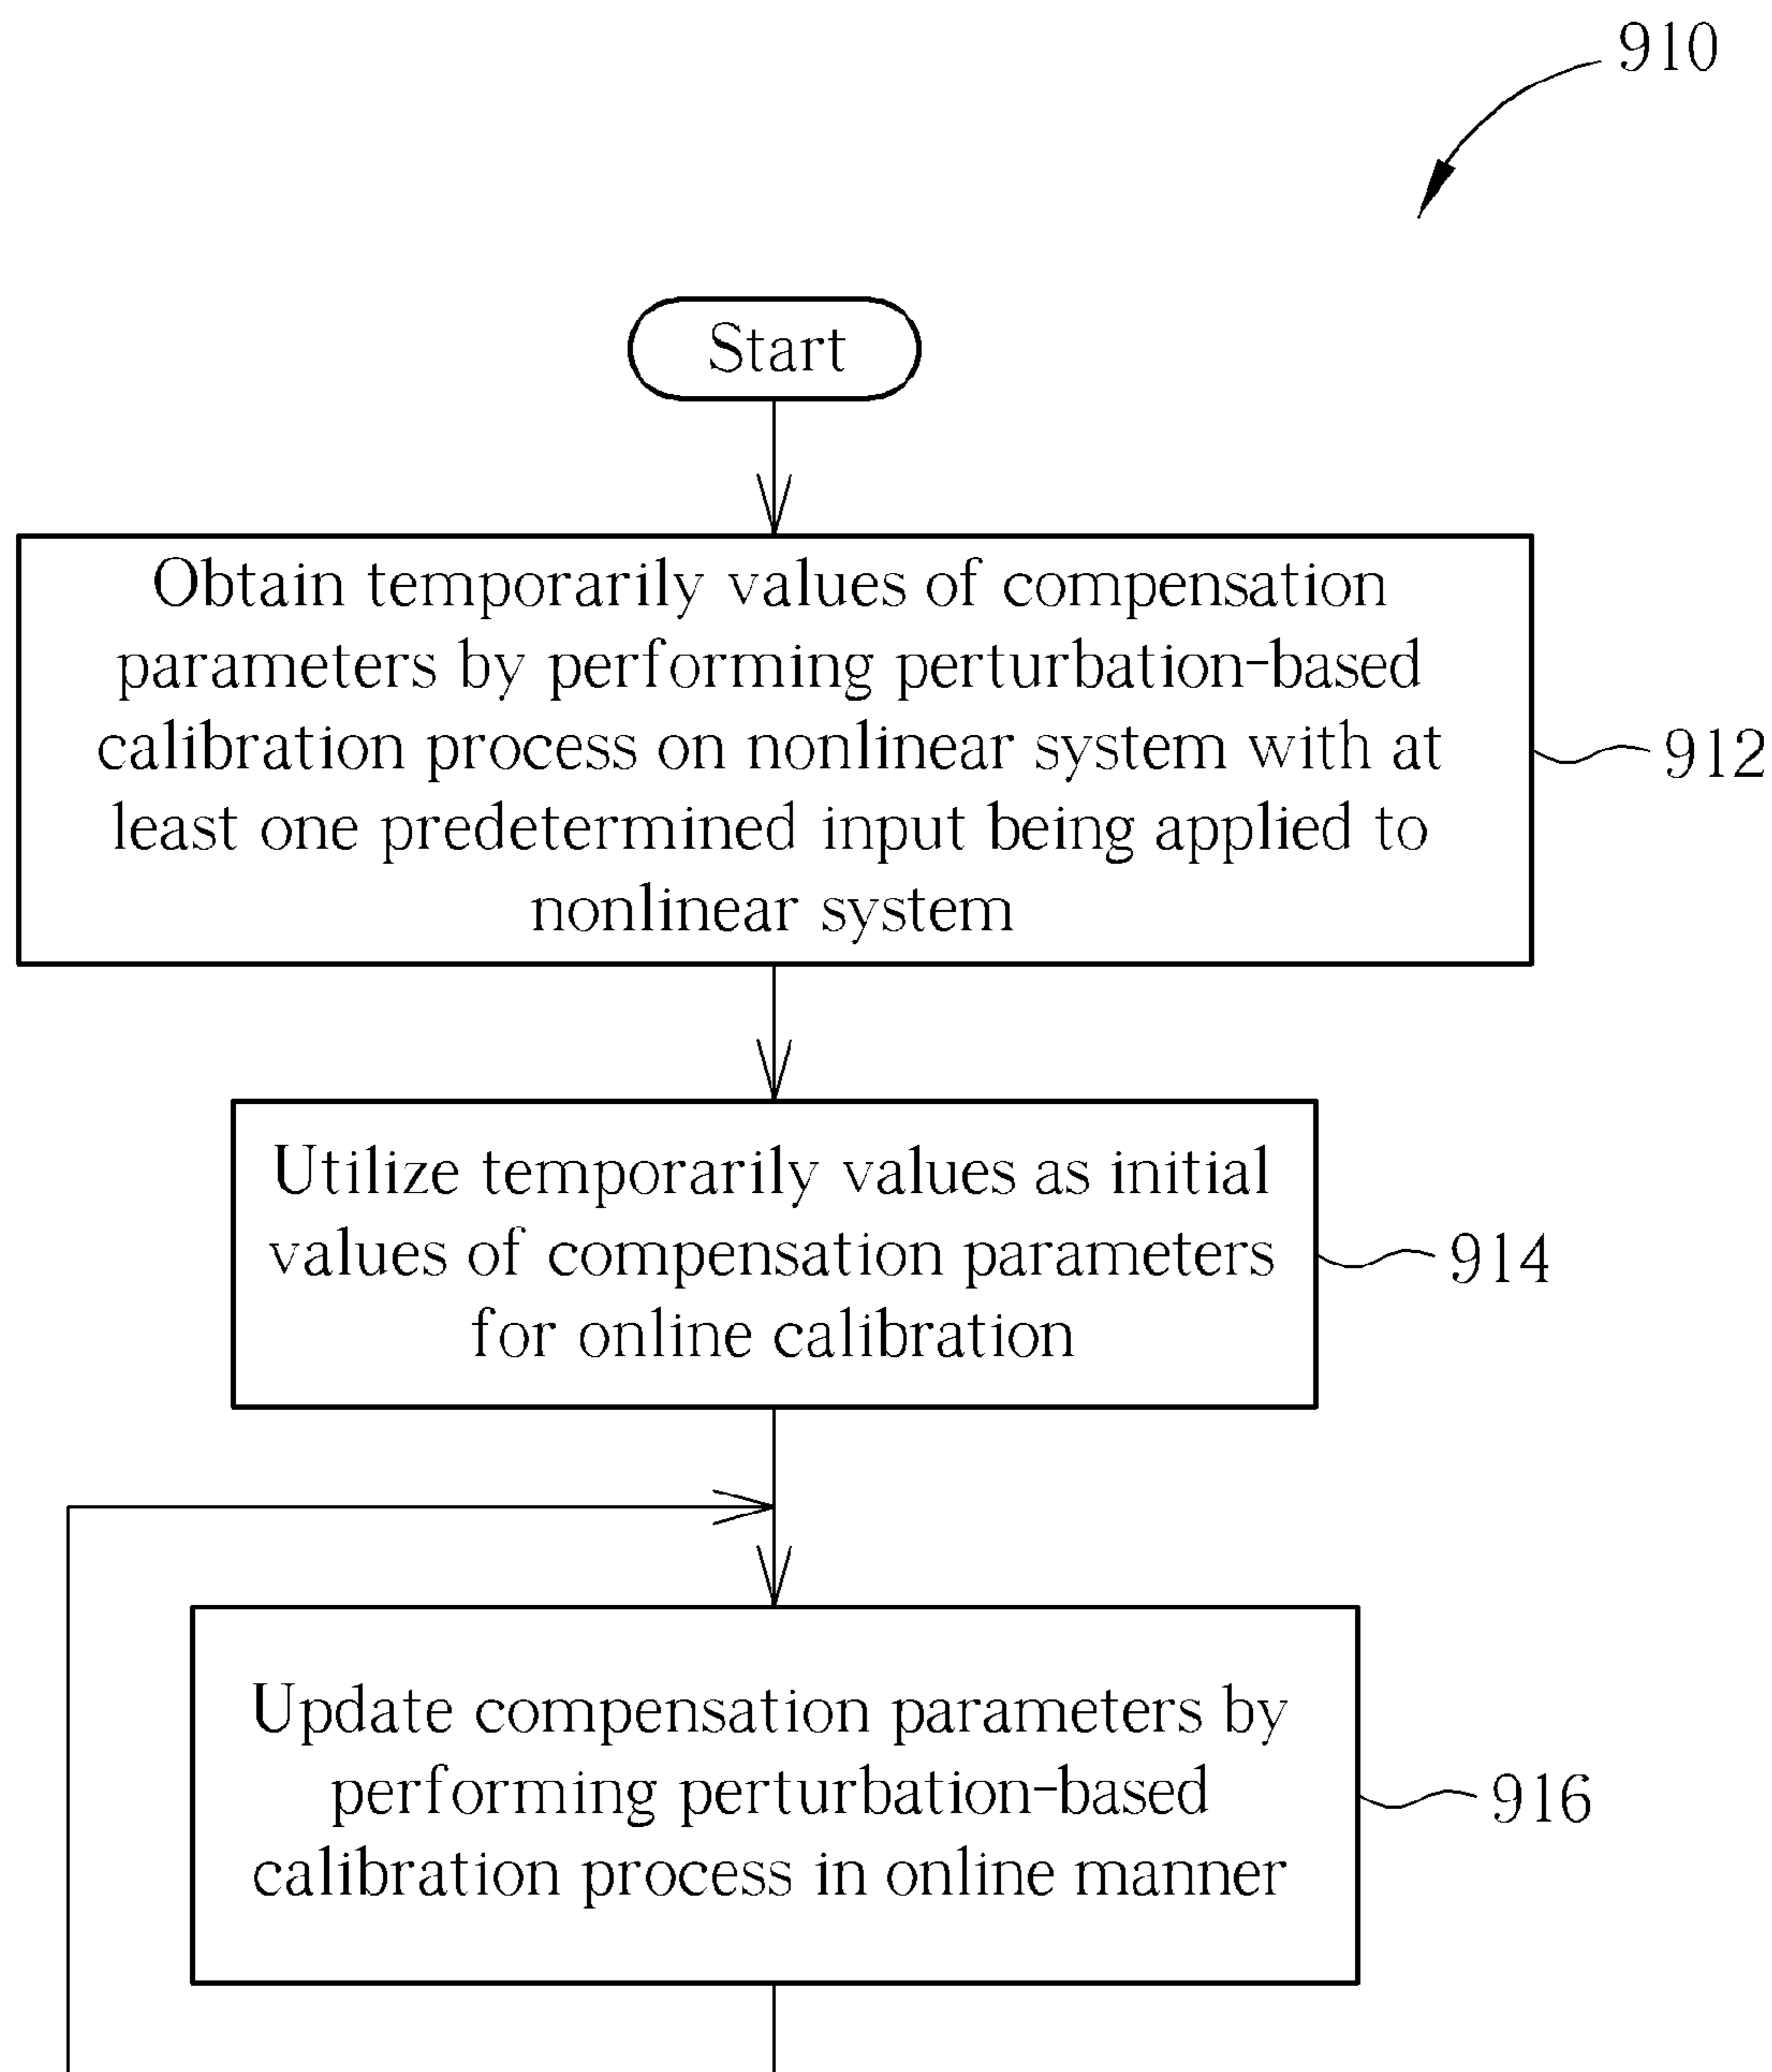 910
Start
Obtain temporarily values of compensation
parameters by performing perturbation-based
calibration process on nonlinear system with at
least one predetermined input being applied to
nonlinear system
912
Utilize temporarily values as initial
values of compensation parameters
for online calibration
914
Update compensation parameters by
performing perturbation-based
calibration process in online manner
916